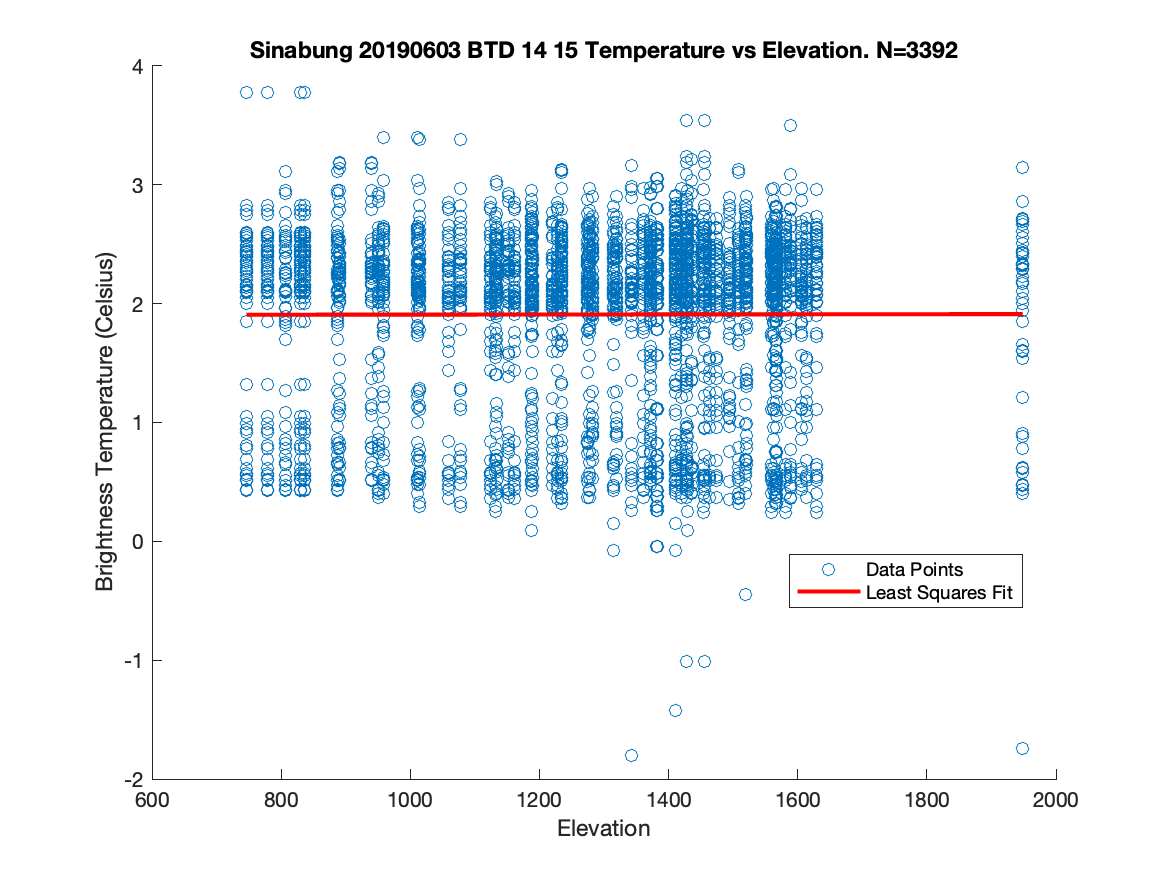 Sinabung 20190603 BTD 14 15 Temperature vs Elevation. N=3392
Brightness Temperature (Celsius)
4
3
2
1
0
-1
-2
Data Points
Least Squares Fit
600 800 1000 1200 1400 1600 1800 2000
Elevation